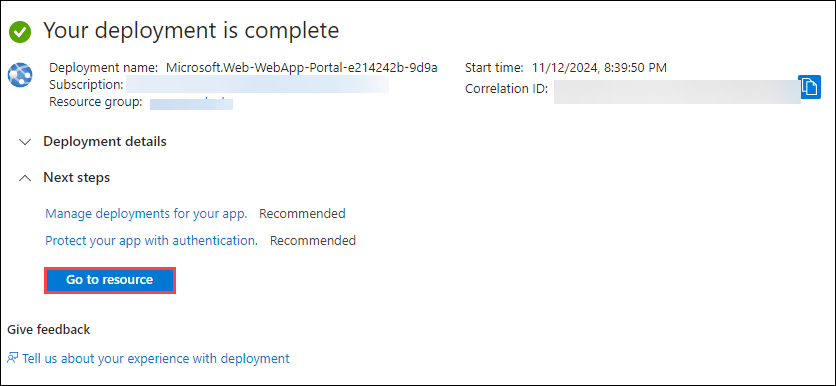 Your deployment is complete
Deployment name: Microsoft.Web-WebApp-Portal-e214242b-9d9a
Start time: 11/12/2024, 8:39:50 PM
Subscription:
Correlation ID:
Resource group:
Deployment details
Next steps
Manage deployments for your app. Recommended
Protect your app with authentication. Recommended
Go to resource
Give feedback
Tell us about your experience with deployment